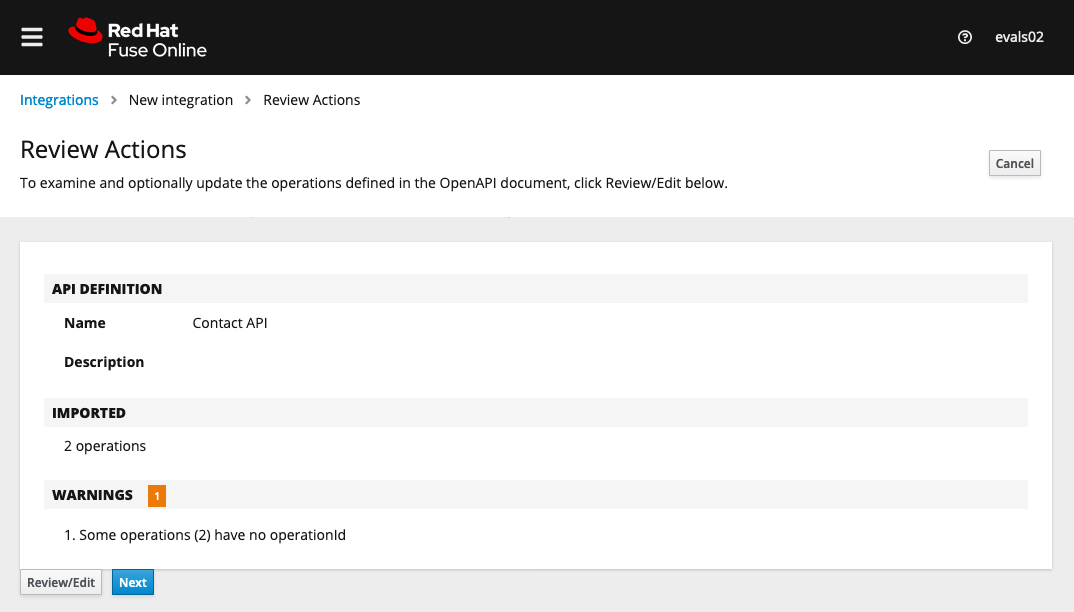 Red Hat
Fuse Online
evals02
Integrations > New integration > Review Actions
Review Actions
Cancel
To examine and optionally update the operations defined in the OpenAPI document, click Review/Edit below.
API DEFINITION
Name Contact API
Description
IMPORTED
2 operations
WARNINGS 1
1. Some operations (2) have no operationId
Review/Edit Next